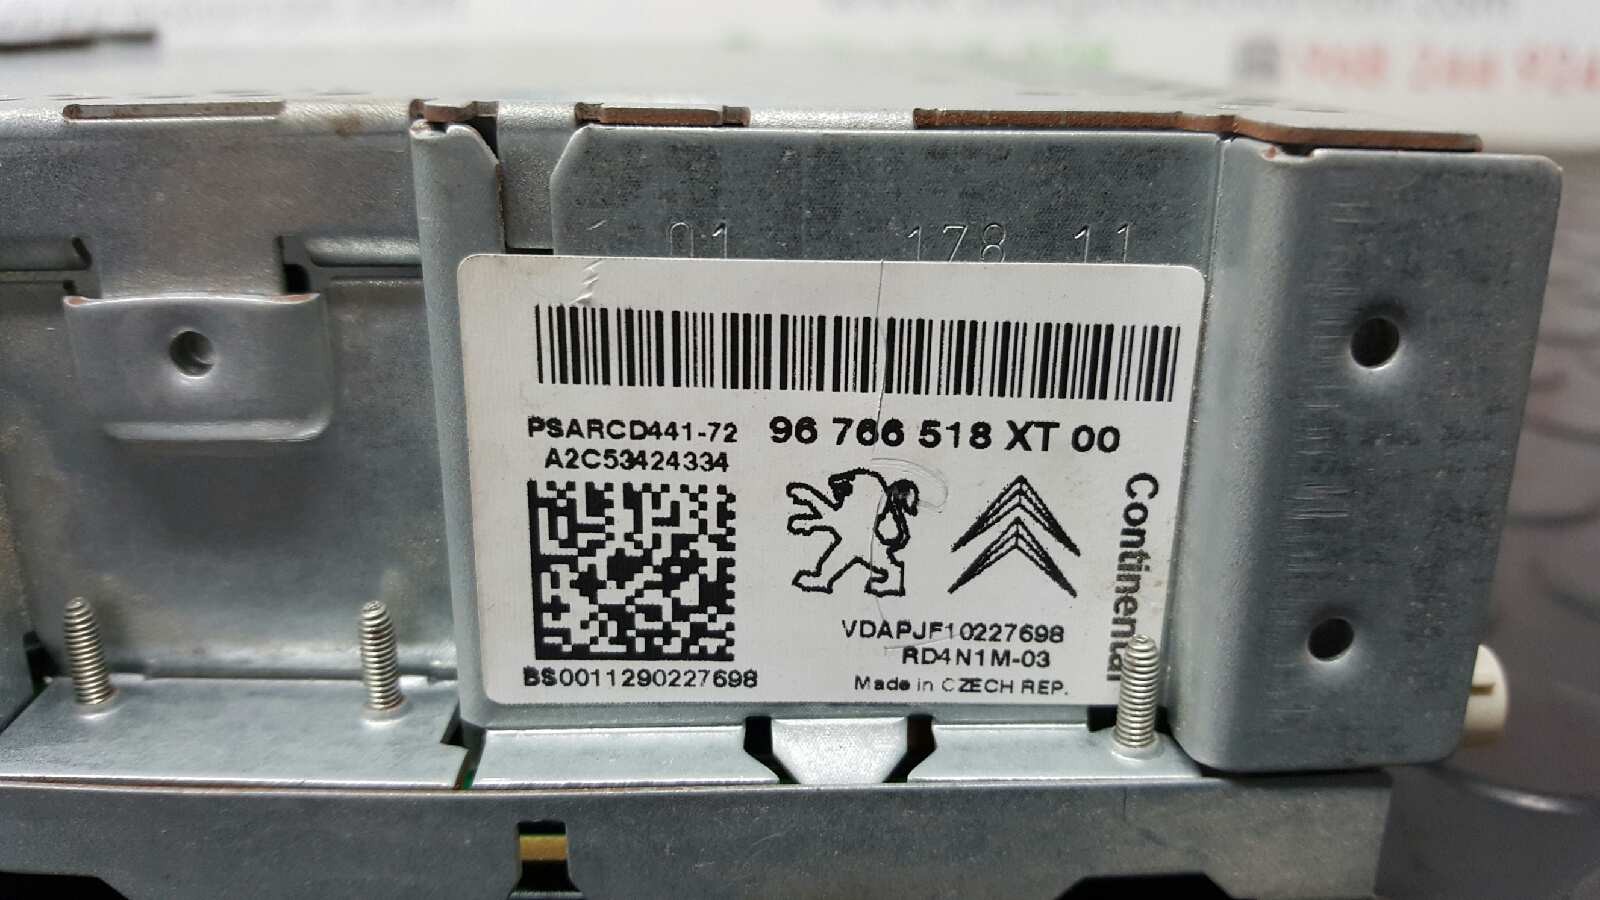 01 178 11
PSARCD441-72 96 766 518 XT 00
A2C53424334
Continental
VDAPJF10227698
RD4N1M-03
BS0011290227698 Made in CZECH REP.